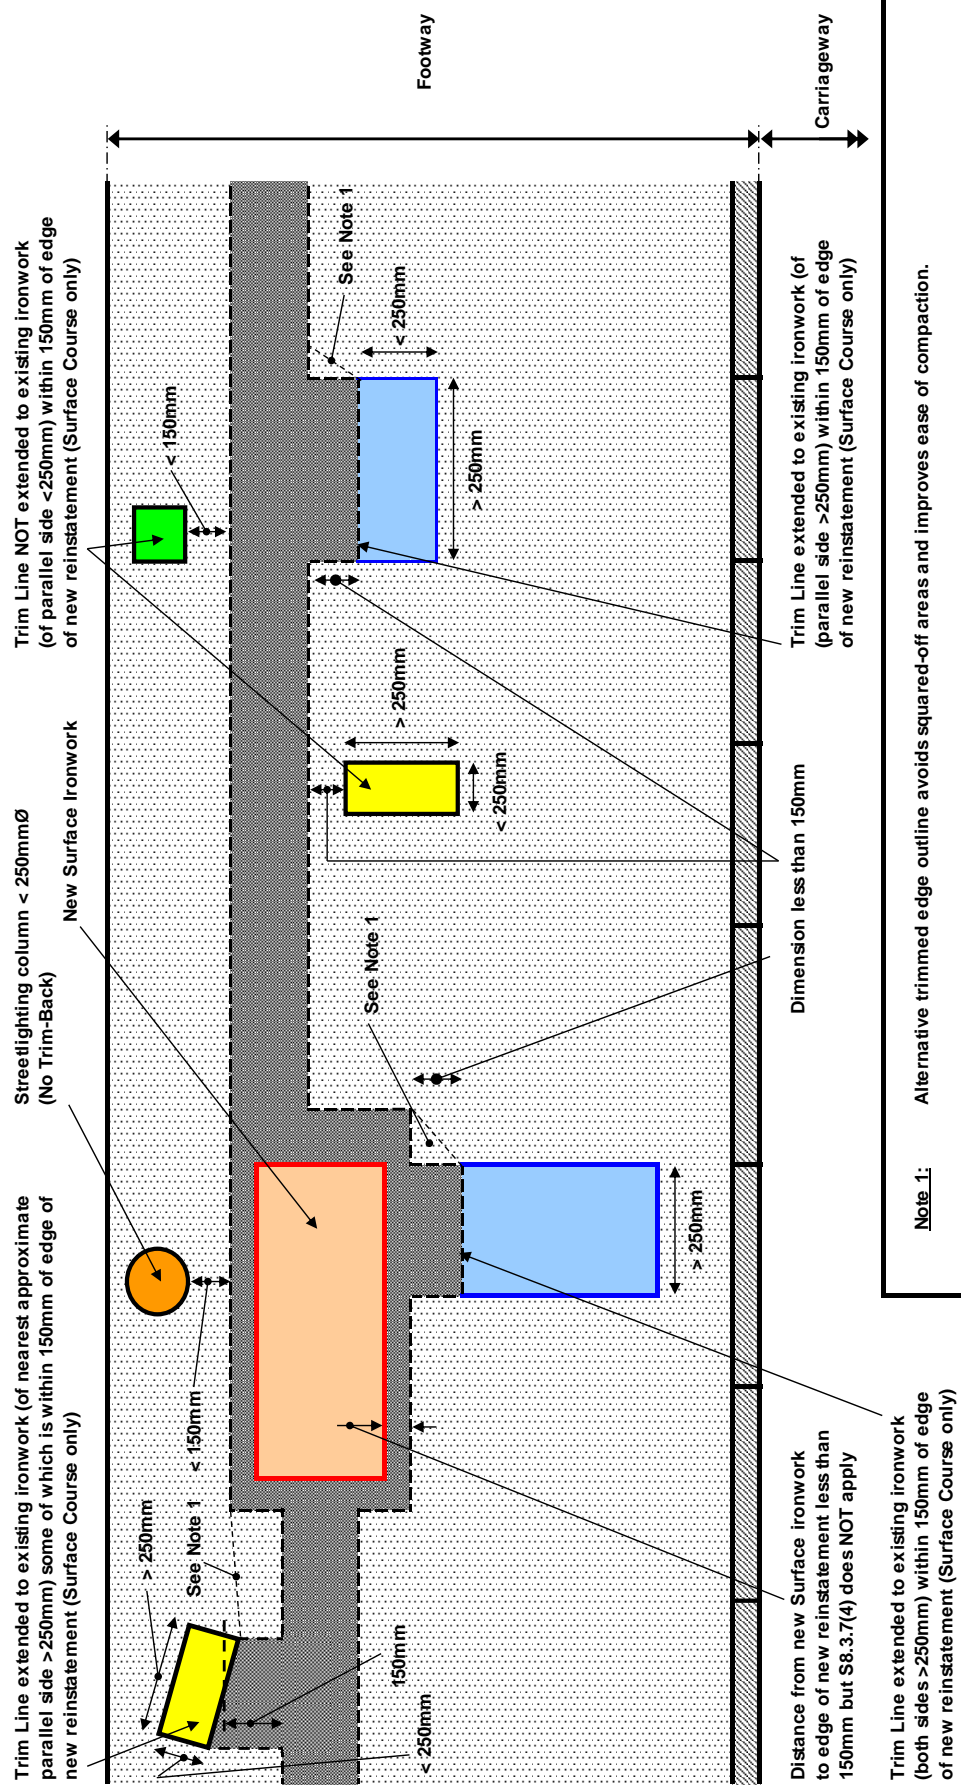 Trim Line extended to existing ironwork (of nearest approximate
parallel side >250mm) some of which is within 150mm of edge of
new reinstatement (Surface Course only)
Streetlighting column < 250mmØ
(No Trim-Back)
New Surface Ironwork
Trim Line NOT extended to existing ironwork
(of parallel side <250mm) within 150mm of edge
of new reinstatement (Surface Course only)
> 250mm
See Note 1
< 150mm
< 150mm
150mm
< 250mm
See Note 1
> 250mm
< 250mm
> 250mm
See Note 1
< 250mm
> 250mm
Footway
Carriageway
Distance from new Surface ironwork
to edge of new reinstatement less than
150mm but S8.3.7(4) does NOT apply
Dimension less than 150mm
Trim Line extended to existing ironwork (of
(parallel side >250mm) within 150mm of edge
of new reinstatement (Surface Course only)
Trim Line extended to existing ironwork
(both sides >250mm) within 150mm of edge
of new reinstatement (Surface Course only)
Note 1: Alternative trimmed edge outline avoids squared-off areas and improves ease of compaction.